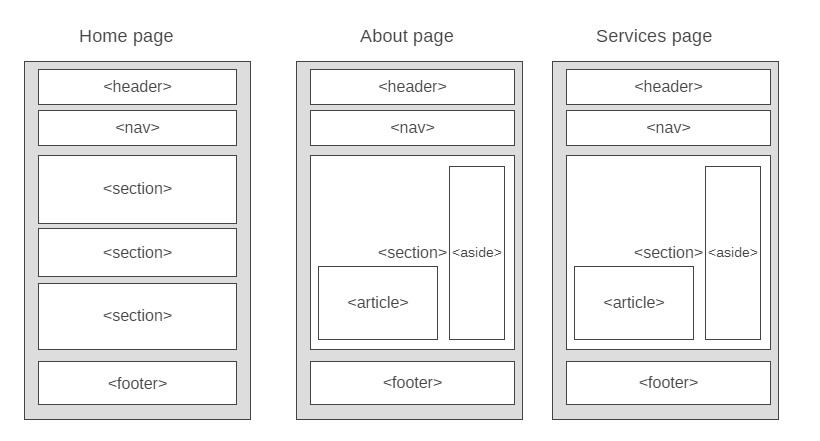 Home page
<header>
<nav>
<section>
<section>
<section>
<footer>
About page
<header>
<nav>
<section>
<aside>
<article>
<footer>
Services page
<header>
<nav>
<section>
<aside>
<article>
<footer>